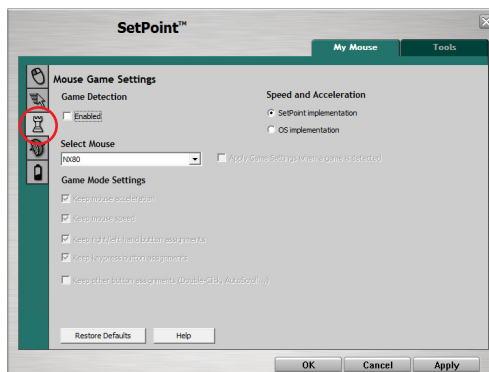 SetPoint™
My Mouse Tools
Mouse Game Settings
Game Detection
Enabled
Speed and Acceleration
SetPoint implementation
OS implementation
Select Mouse
NX80
Apply Game Settings when a game is detected
Game Mode Settings
Keep mouse acceleration
Keep mouse speed
Keep right/left hand button assignments
Keep keypress button assignments
Keep other button assignments (Double-Click, AutoScroll...)
Restore Defaults Help
OK Cancel Apply